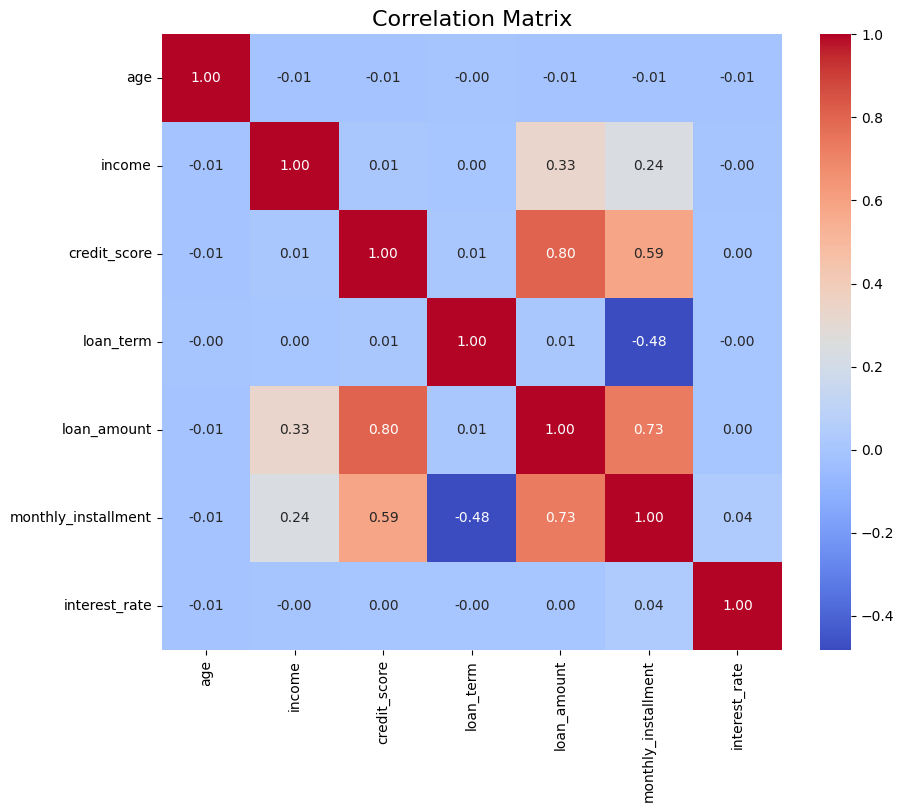 Correlation Matrix
age 1.00 -0.01 -0.01 -0.00 -0.01 -0.01 -0.01
income -0.01 1.00 0.01 0.00 0.33 0.24 -0.00
credit_score -0.01 0.01 1.00 0.01 0.80 0.59 0.00
loan_term -0.00 0.00 0.01 1.00 0.01 -0.48 -0.00
loan_amount -0.01 0.33 0.80 0.01 1.00 0.73 0.00
monthly_installment -0.01 0.24 0.59 -0.48 0.73 1.00 0.04
interest_rate -0.01 -0.00 0.00 -0.00 0.00 0.04 1.00
age
income
credit_score
loan_term
loan_amount
monthly_installment
interest_rate
1.0
0.8
0.6
0.4
0.2
0.0
−0.2
−0.4